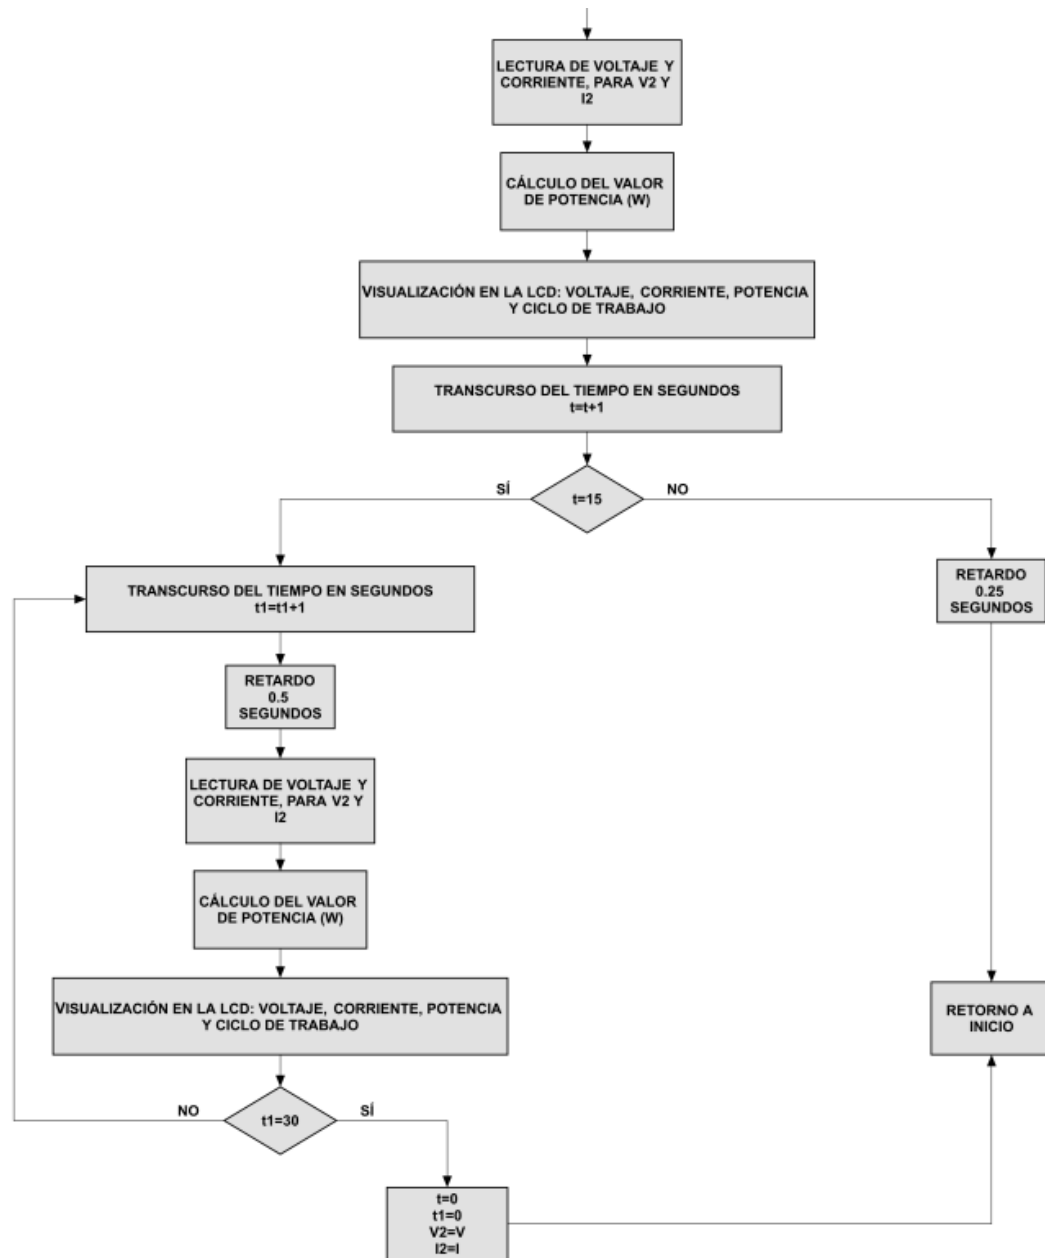 LECTURA DE VOLTAJE Y
CORRIENTE, PARA V2 Y
I2
CÁLCULO DEL VALOR
DE POTENCIA (W)
VISUALIZACIÓN EN LA LCD: VOLTAJE, CORRIENTE, POTENCIA
Y CICLO DE TRABAJO
TRANSCURSO DEL TIEMPO EN SEGUNDOS
t=t+1
t=15
SÍ
NO
TRANSCURSO DEL TIEMPO EN SEGUNDOS
t1=t1+1
RETARDO
0.25
SEGUNDOS
RETARDO
0.5
SEGUNDOS
LECTURA DE VOLTAJE Y
CORRIENTE, PARA V2 Y
I2
CÁLCULO DEL VALOR
DE POTENCIA (W)
VISUALIZACIÓN EN LA LCD: VOLTAJE, CORRIENTE, POTENCIA
Y CICLO DE TRABAJO
RETORNO A
INICIO
t1=30
NO
SÍ
t=0
t1=0
V2=V
I2=I